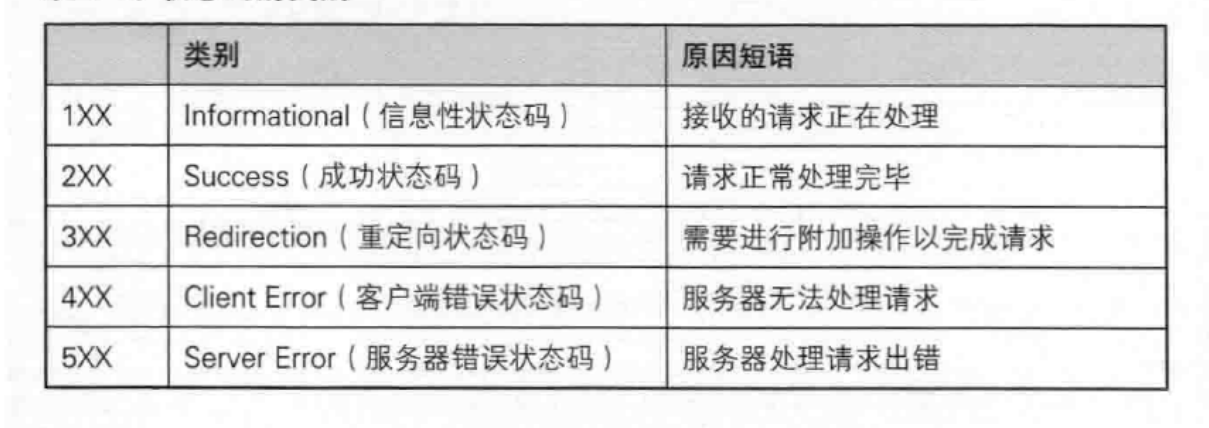 类别 原因短语
1XX Informational（信息性状态码） 接收的请求正在处理
2XX Success（成功状态码） 请求正常处理完毕
3XX Redirection（重定向状态码） 需要进行附加操作以完成请求
4XX Client Error（客户端错误状态码） 服务器无法处理请求
5XX Server Error（服务器错误状态码） 服务器处理请求出错